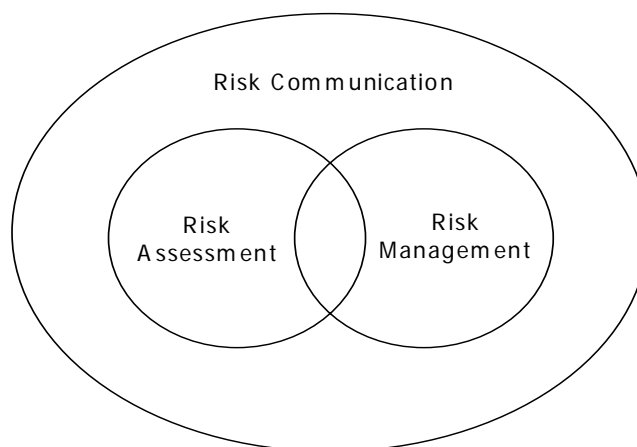 Risk Communication
Risk
Assessment
Risk
Management